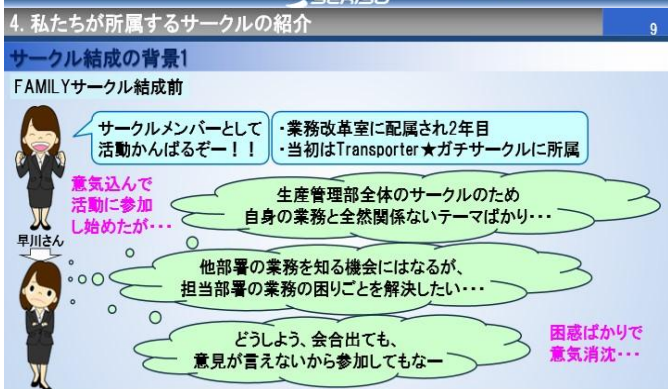 4. 私たちが所属するサークルの紹介
9
サークル結成の背景1
FAMILYサークル結成前
サークルメンバーとして
活動かんばるぞー！！
・業務改革室に配属され2年目
・当初はTransporter★ガチサークルに所属
意気込んで
活動に参加
し始めたが・・・
早川さん
生産管理部全体のサークルのため
自身の業務と全然関係ないテーマばかり・・・
他部署の業務を知る機会にはなるが、
担当部署の業務の困りごとを解決したい・・・
どうしよう、会合出ても、
意見が言えないから参加してもなー
困惑ばかりで
意気消沈・・・